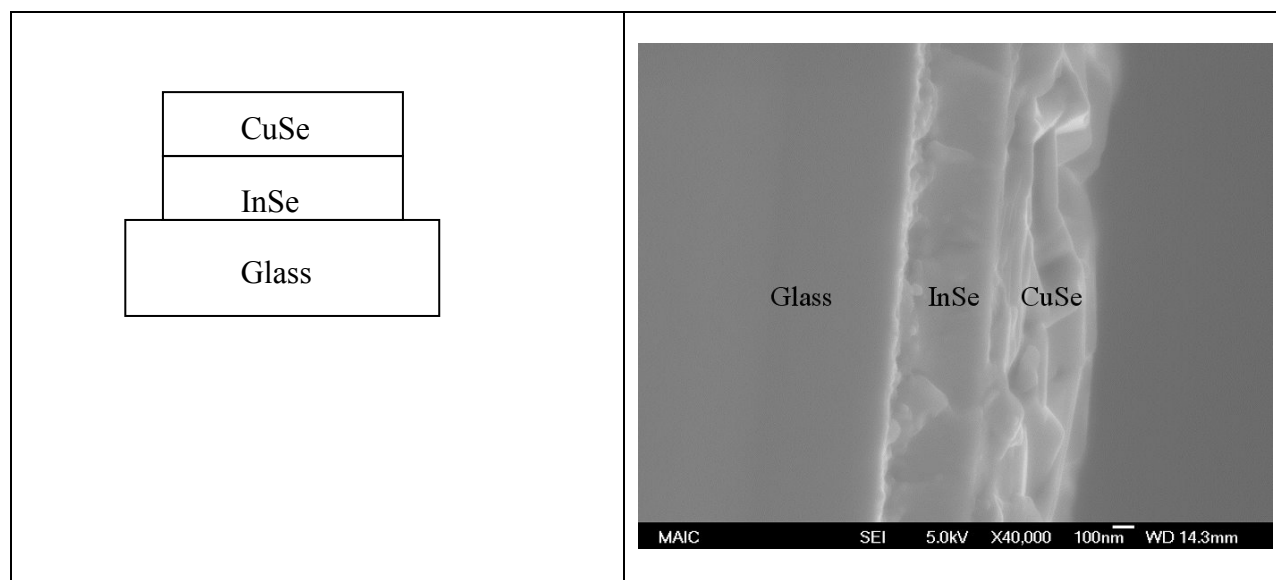 CuSe
InSe
Glass
Glass InSe CuSe
MAIC SEI 5.0kV X40,000 100nm WD 14.3mm